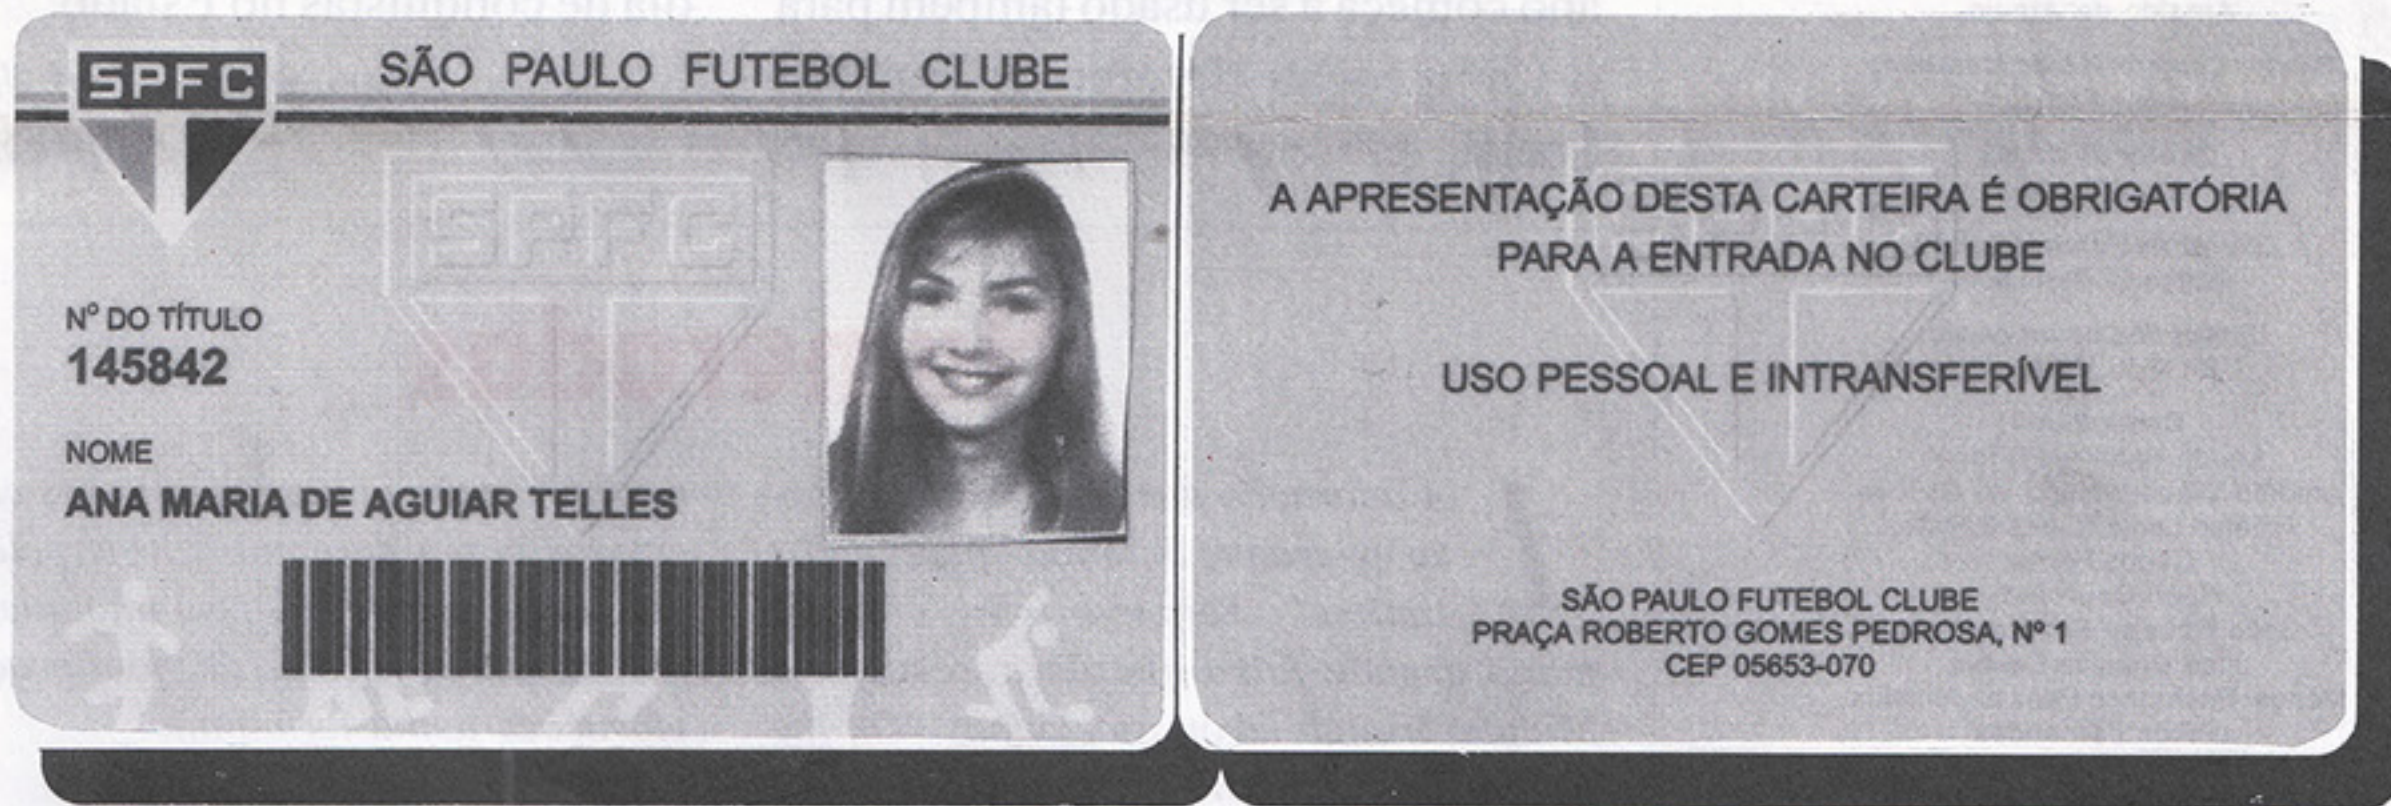 SPFC
SÃO PAULO FUTEBOL CLUBE
SPFC
Nº DO TÍTULO
145842
NOME
ANA MARIA DE AGUIAR TELLES
A APRESENTAÇÃO DESTA CARTEIRA É OBRIGATÓRIA
PARA A ENTRADA NO CLUBE
USO PESSOAL E INTRANSFERÍVEL
SÃO PAULO FUTEBOL CLUBE
PRAÇA ROBERTO GOMES PEDROSA, Nº 1
CEP 05653-070